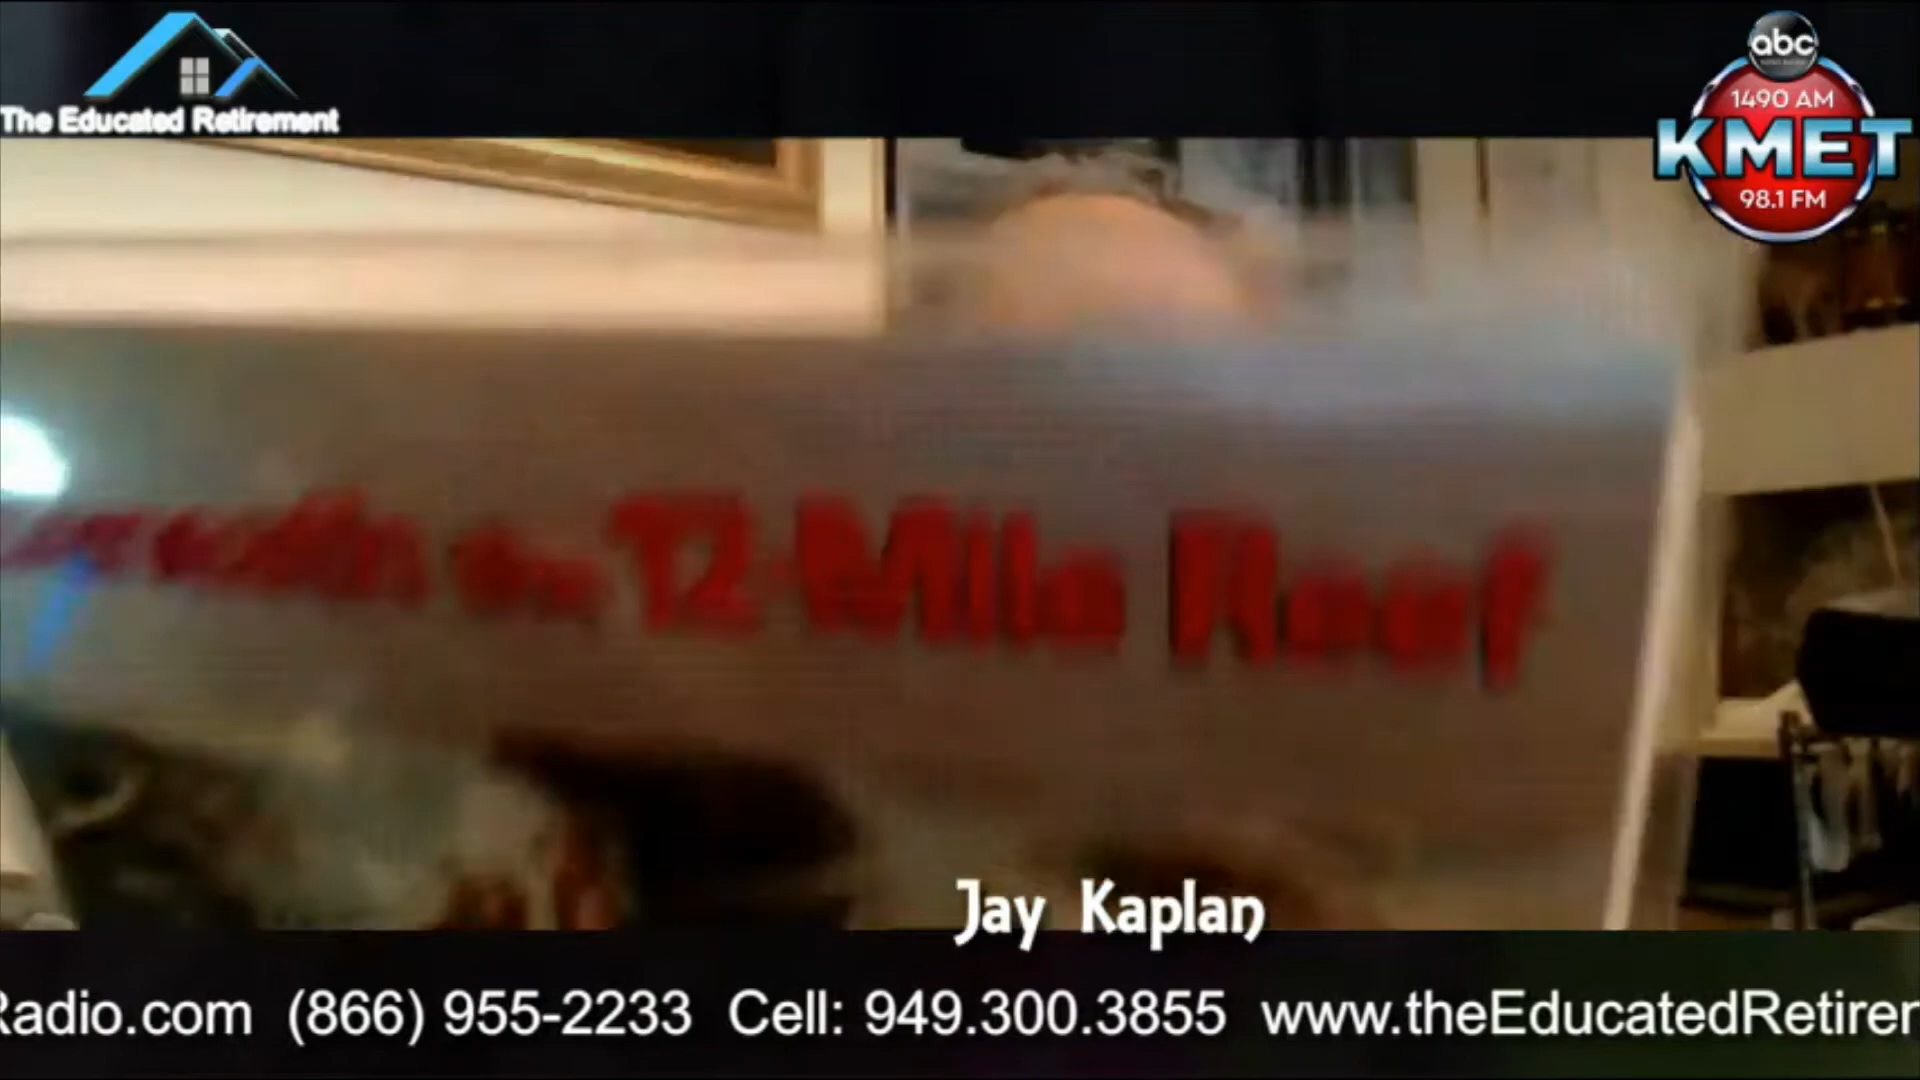 The Educated Retirement
abc
1490 AM
KMET
98.1 FM
12-Mile Reef
Jay Kaplan
Radio.com (866) 955-2233 Cell: 949.300.3855 www.theEducatedRetirem